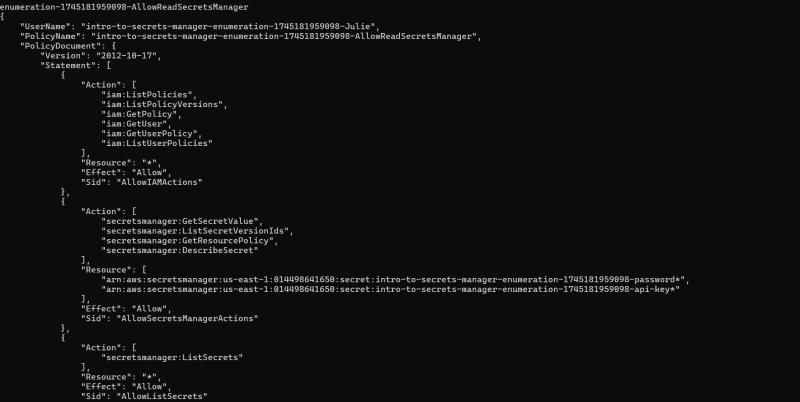 enumeration-1745181959098-AllowReadSecretsManager
{
    "UserName": "intro-to-secrets-manager-enumeration-1745181959098-Julie",
    "PolicyName": "intro-to-secrets-manager-enumeration-1745181959098-AllowReadSecretsManager",
    "PolicyDocument": {
        "Version": "2012-10-17",
        "Statement": [
            {
                "Action": [
                    "iam:ListPolicies",
                    "iam:ListPolicyVersions",
                    "iam:GetPolicy",
                    "iam:GetUser",
                    "iam:GetUserPolicy",
                    "iam:ListUserPolicies"
                ],
                "Resource": "*",
                "Effect": "Allow",
                "Sid": "AllowIAMActions"
            },
            {
                "Action": [
                    "secretsmanager:GetSecretValue",
                    "secretsmanager:ListSecretVersionIds",
                    "secretsmanager:GetResourcePolicy",
                    "secretsmanager:DescribeSecret"
                ],
                "Resource": [
                    "arn:aws:secretsmanager:us-east-1:014498641650:secret:intro-to-secrets-manager-enumeration-1745181959098-password*",
                    "arn:aws:secretsmanager:us-east-1:014498641650:secret:intro-to-secrets-manager-enumeration-1745181959098-api-key*"
                ],
                "Effect": "Allow",
                "Sid": "AllowSecretsManagerActions"
            },
            {
                "Action": [
                    "secretsmanager:ListSecrets"
                ],
                "Resource": "*",
                "Effect": "Allow",
                "Sid": "AllowListSecrets"